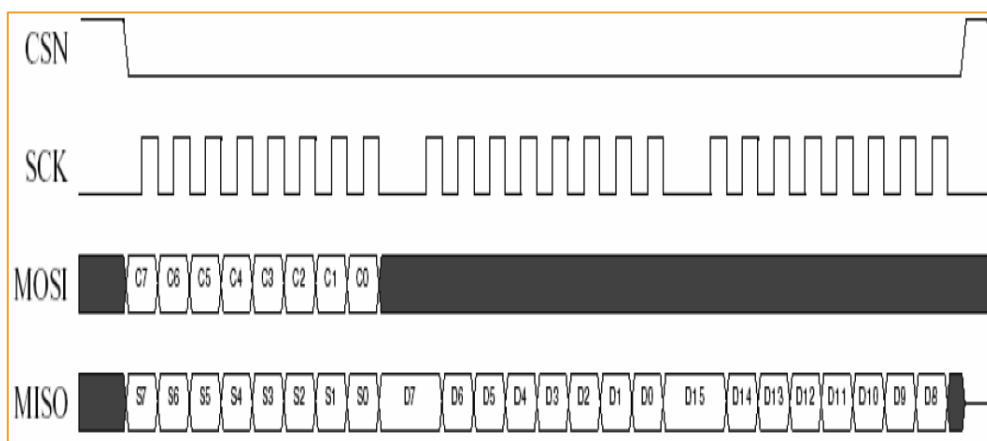 CSN
SCK
MOSI C7 C6 C5 C4 C3 C2 C1 C0
MISO S7 S6 S5 S4 S3 S2 S1 S0 D7 D6 D5 D4 D3 D2 D1 D0 D15 D14 D13 D12 D11 D10 D9 D8